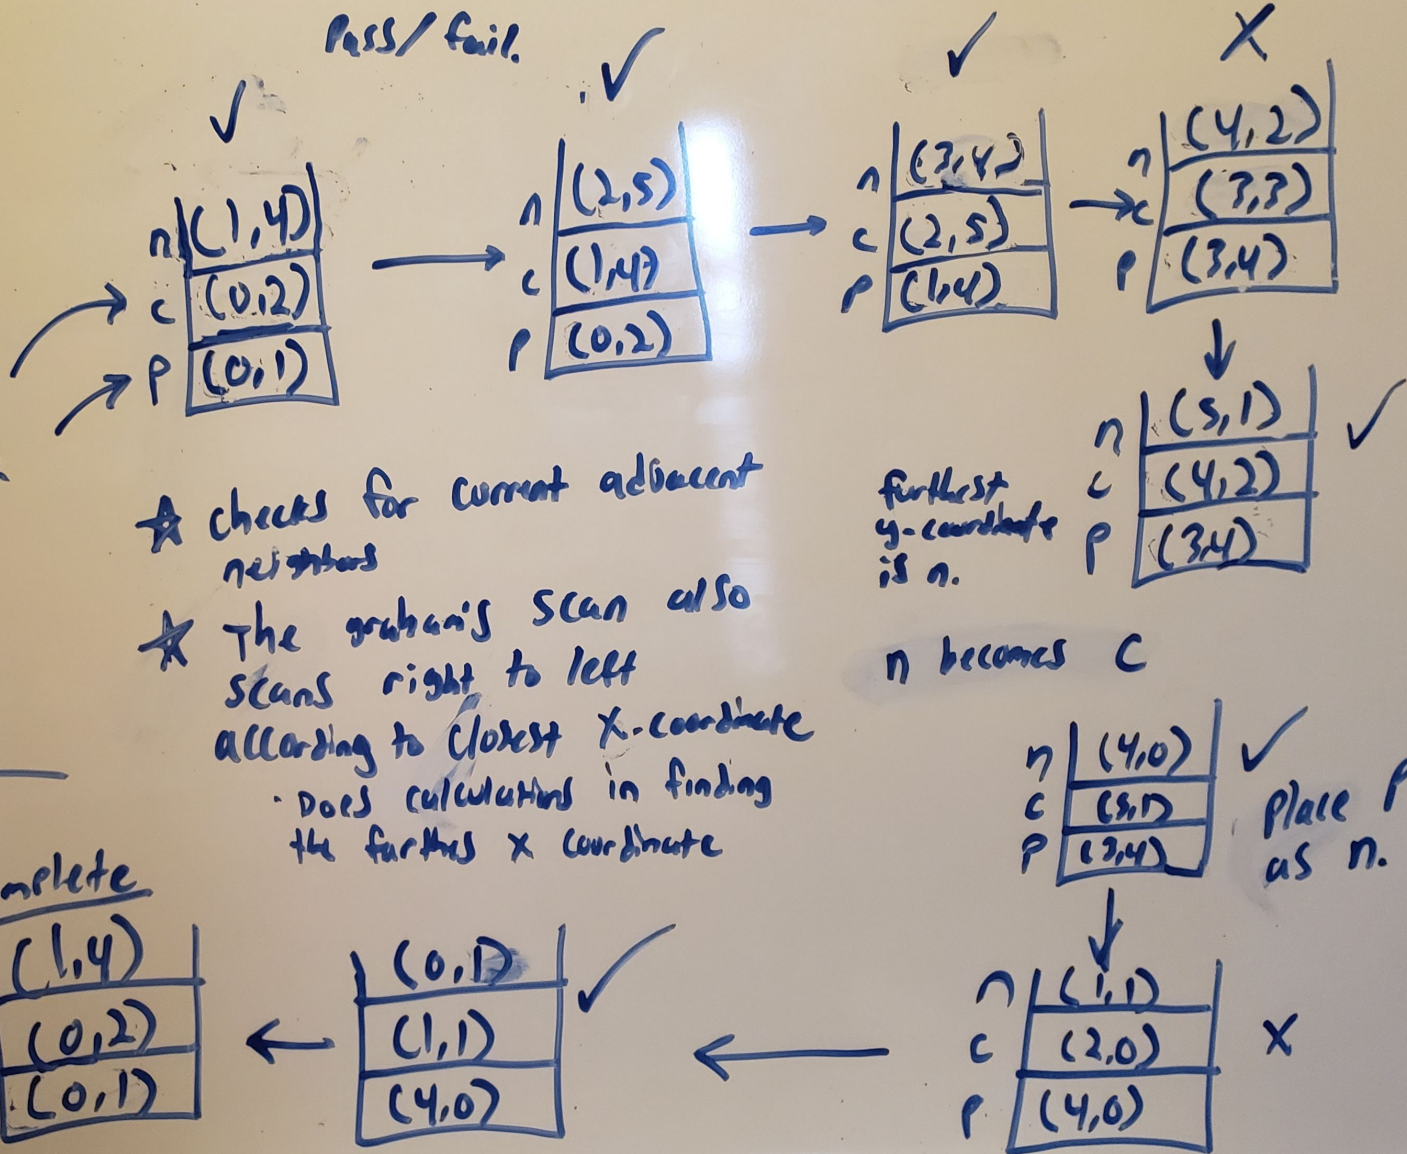 Pass/fail.
✓
n (1,4)
c (0,2)
p (0,1)
✓
n (2,5)
c (1,4)
p (0,2)
✓
n (3,4)
c (2,5)
p (1,4)
X
n (4,2)
c (3,3)
p (3,4)
n (5,1) ✓
c (4,2)
p (3,4)
☆ checks for current adjacent
neighbors
☆ The graham's scan also
scans right to left
according to closest x-coordinate
· Does calculations in finding
the furthes x coordinate
furthest
y-coordinate
is n.
n becomes c
n (4,0) ✓
c (5,1)
p (3,4)
place p
as n.
n (1,1)
c (2,0) X
p (4,0)
(0,1) ✓
(1,1)
(4,0)
mplete
(1,4)
(0,2)
(0,1)